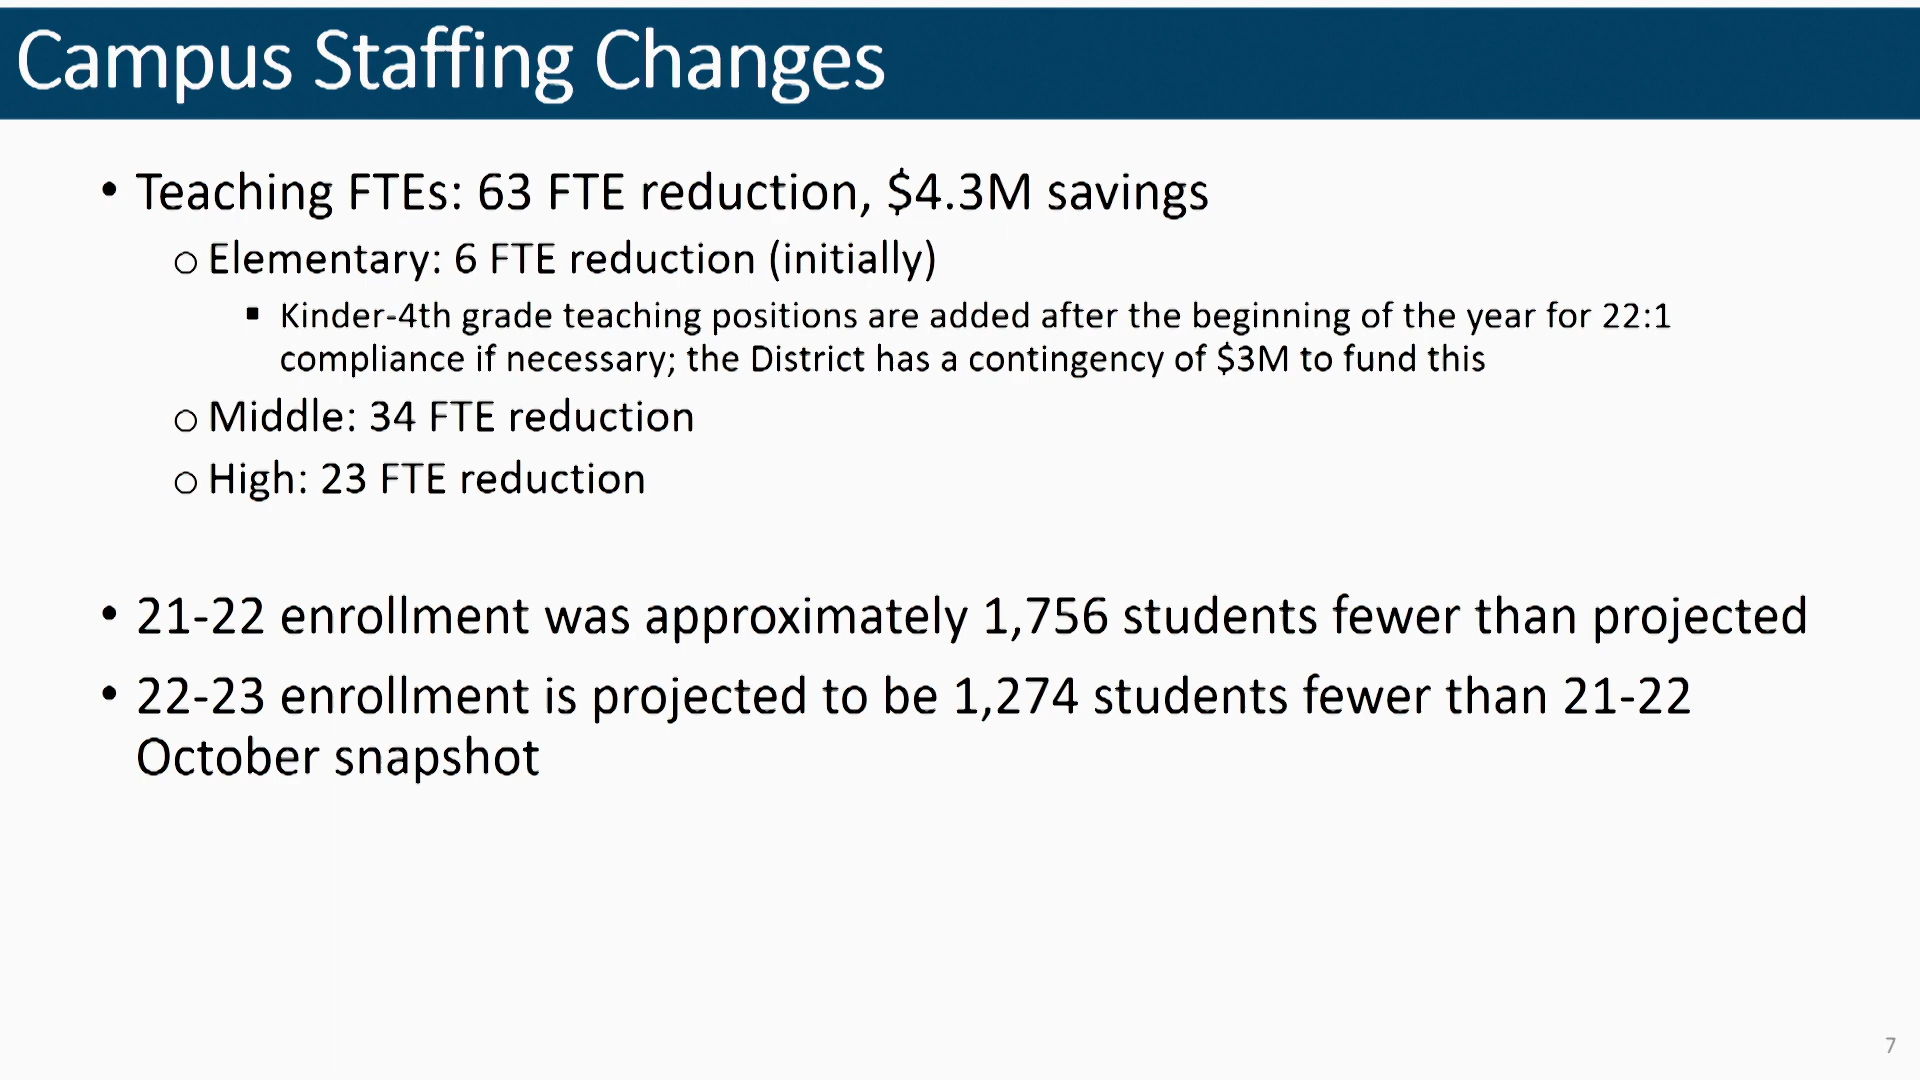 Campus Staffing Changes
• Teaching FTEs: 63 FTE reduction, $4.3M savings
o Elementary: 6 FTE reduction (initially)
▪ Kinder-4th grade teaching positions are added after the beginning of the year for 22:1
compliance if necessary; the District has a contingency of $3M to fund this
o Middle: 34 FTE reduction
o High: 23 FTE reduction
• 21-22 enrollment was approximately 1,756 students fewer than projected
• 22-23 enrollment is projected to be 1,274 students fewer than 21-22
October snapshot
7